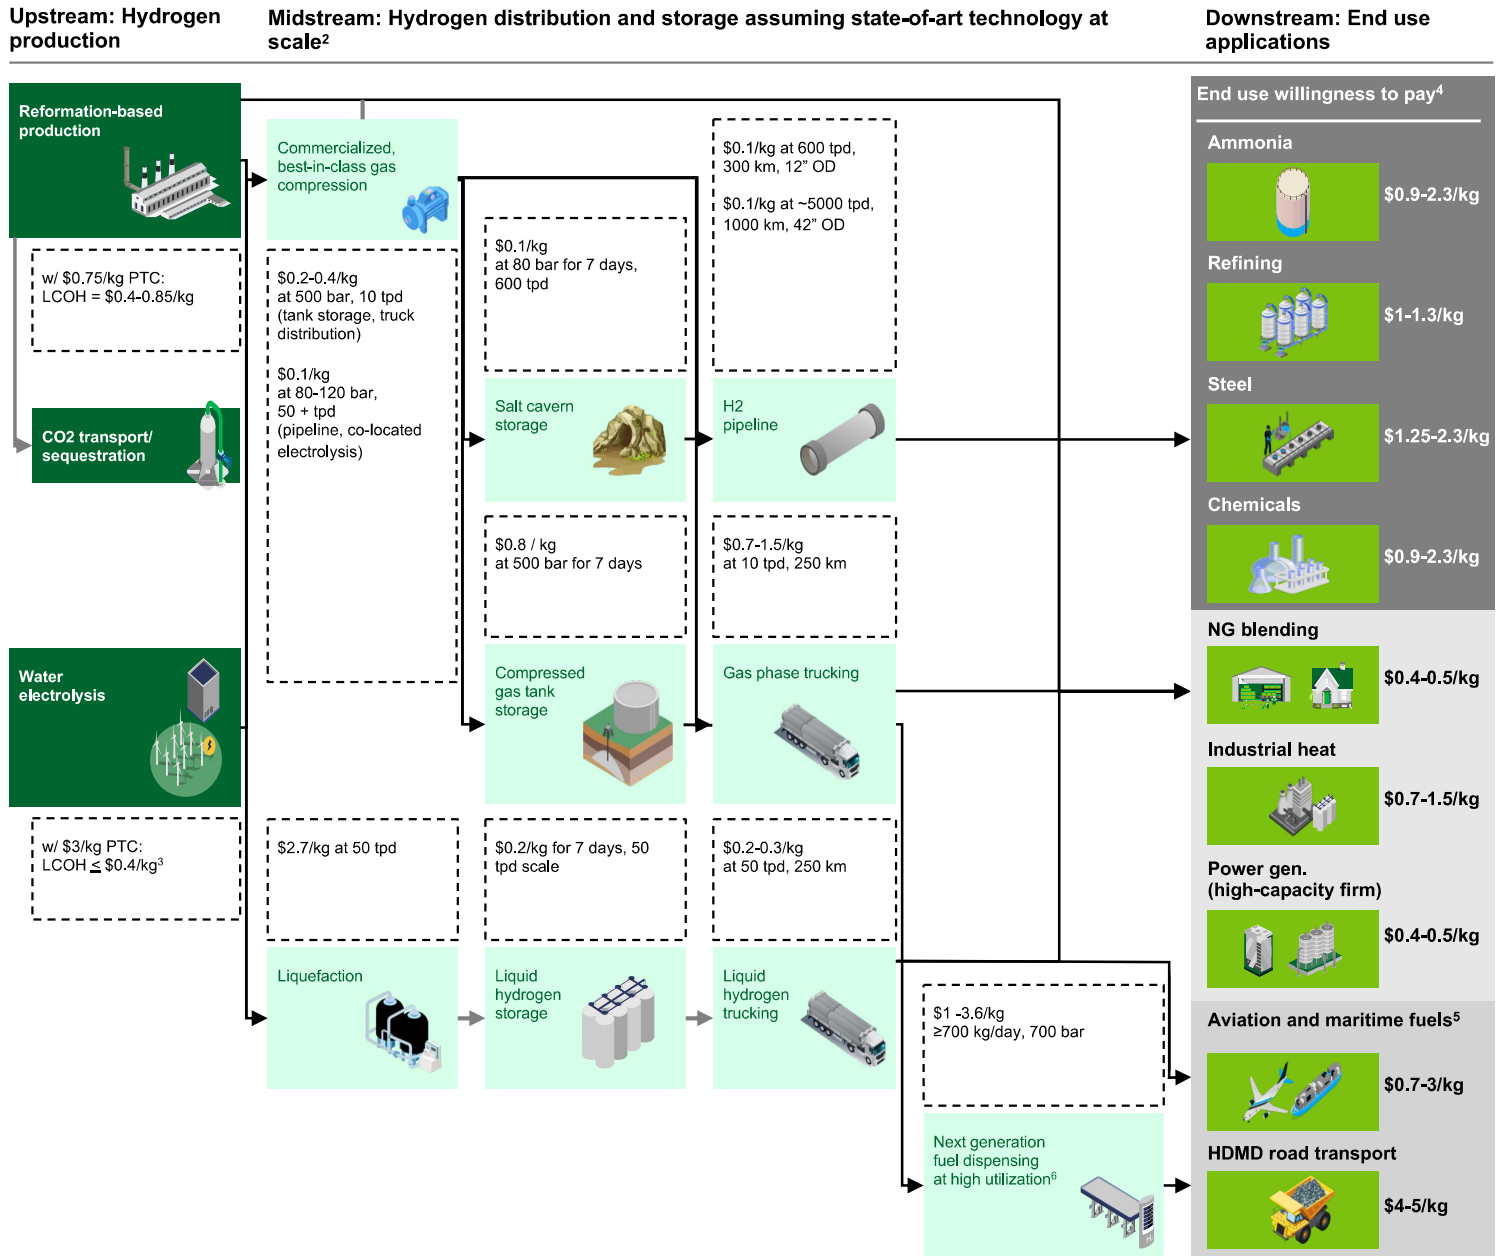 Upstream: Hydrogen
production
Midstream: Hydrogen distribution and storage assuming state-of-art technology at
scale²
Downstream: End use
applications
Reformation-based
production
w/ $0.75/kg PTC:
LCOH = $0.4-0.85/kg
CO2 transport/
sequestration
Water
electrolysis
w/ $3/kg PTC:
LCOH ≤ $0.4/kg³
Commercialized,
best-in-class gas
compression
$0.2-0.4/kg
at 500 bar, 10 tpd
(tank storage, truck
distribution)
$0.1/kg
at 80-120 bar,
50 + tpd
(pipeline, co-located
electrolysis)
$2.7/kg at 50 tpd
Liquefaction
$0.1/kg
at 80 bar for 7 days,
600 tpd
Salt cavern
storage
$0.8 / kg
at 500 bar for 7 days
Compressed
gas tank
storage
$0.2/kg for 7 days, 50
tpd scale
Liquid
hydrogen
storage
$0.1/kg at 600 tpd,
300 km, 12” OD
$0.1/kg at ~5000 tpd,
1000 km, 42” OD
H2
pipeline
$0.7-1.5/kg
at 10 tpd, 250 km
Gas phase trucking
$0.2-0.3/kg
at 50 tpd, 250 km
Liquid
hydrogen
trucking
$1 -3.6/kg
≥700 kg/day, 700 bar
Next generation
fuel dispensing
at high utilization⁶
End use willingness to pay⁴
Ammonia
$0.9-2.3/kg
Refining
$1-1.3/kg
Steel
$1.25-2.3/kg
Chemicals
$0.9-2.3/kg
NG blending
$0.4-0.5/kg
Industrial heat
$0.7-1.5/kg
Power gen.
(high-capacity firm)
$0.4-0.5/kg
Aviation and maritime fuels⁵
$0.7-3/kg
HDMD road transport
$4-5/kg